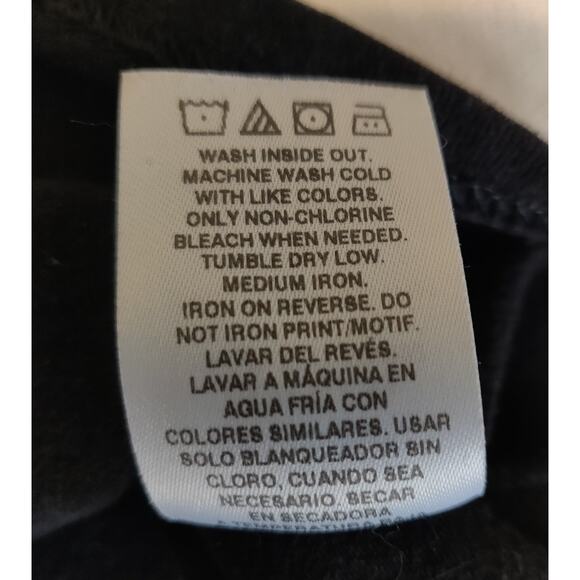 WASH INSIDE OUT.
MACHINE WASH COLD
WITH LIKE COLORS.
ONLY NON-CHLORINE
BLEACH WHEN NEEDED.
TUMBLE DRY LOW.
MEDIUM IRON.
IRON ON REVERSE. DO
NOT IRON PRINT/MOTIF.
LAVAR DEL REVÉS.
LAVAR A MÁQUINA EN
AGUA FRÍA CON
COLORES SIMILARES. USAR
SOLO BLANQUEADOR SIN
CLORO, CUANDO SEA
NECESARIO. SECAR
EN SECADORA
A TEMPERATURA